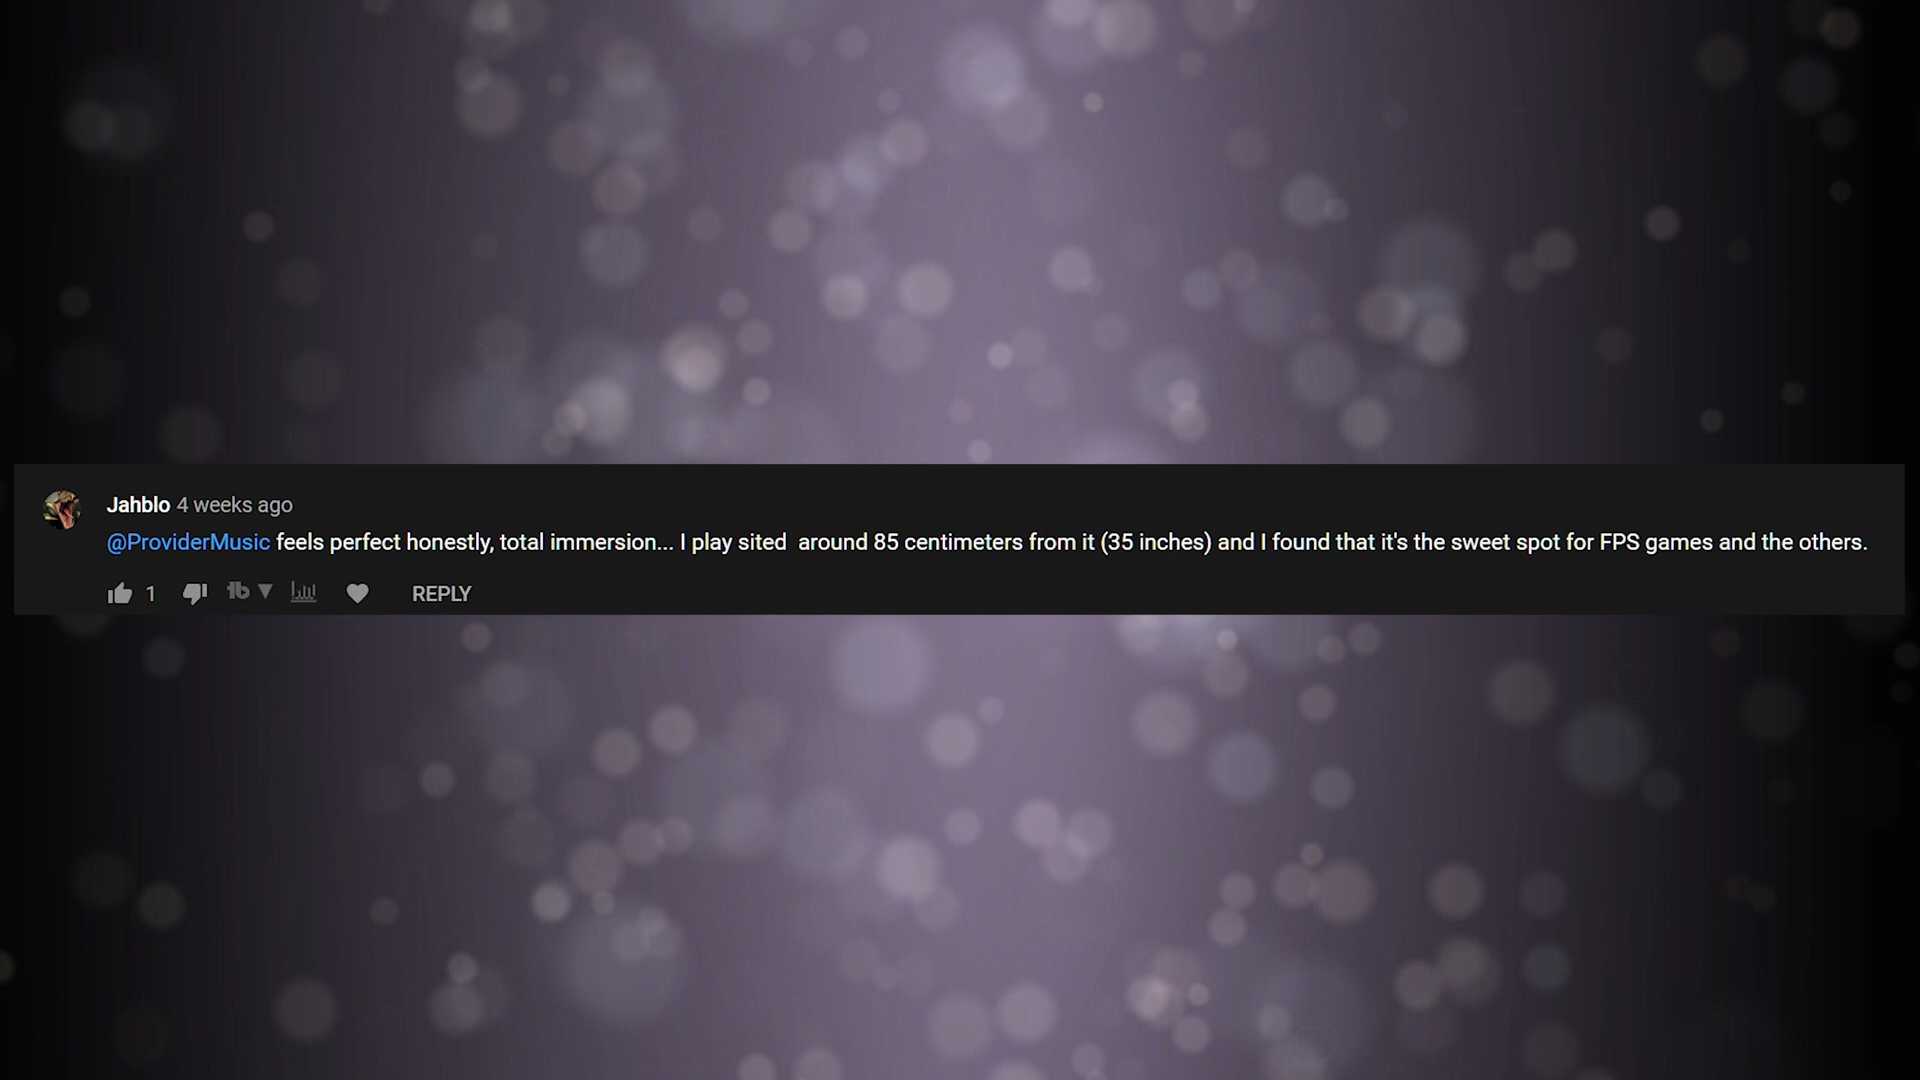 Jahblo 4 weeks ago
@ProviderMusic feels perfect honestly, total immersion... I play sited  around 85 centimeters from it (35 inches) and I found that it's the sweet spot for FPS games and the others.
1 REPLY